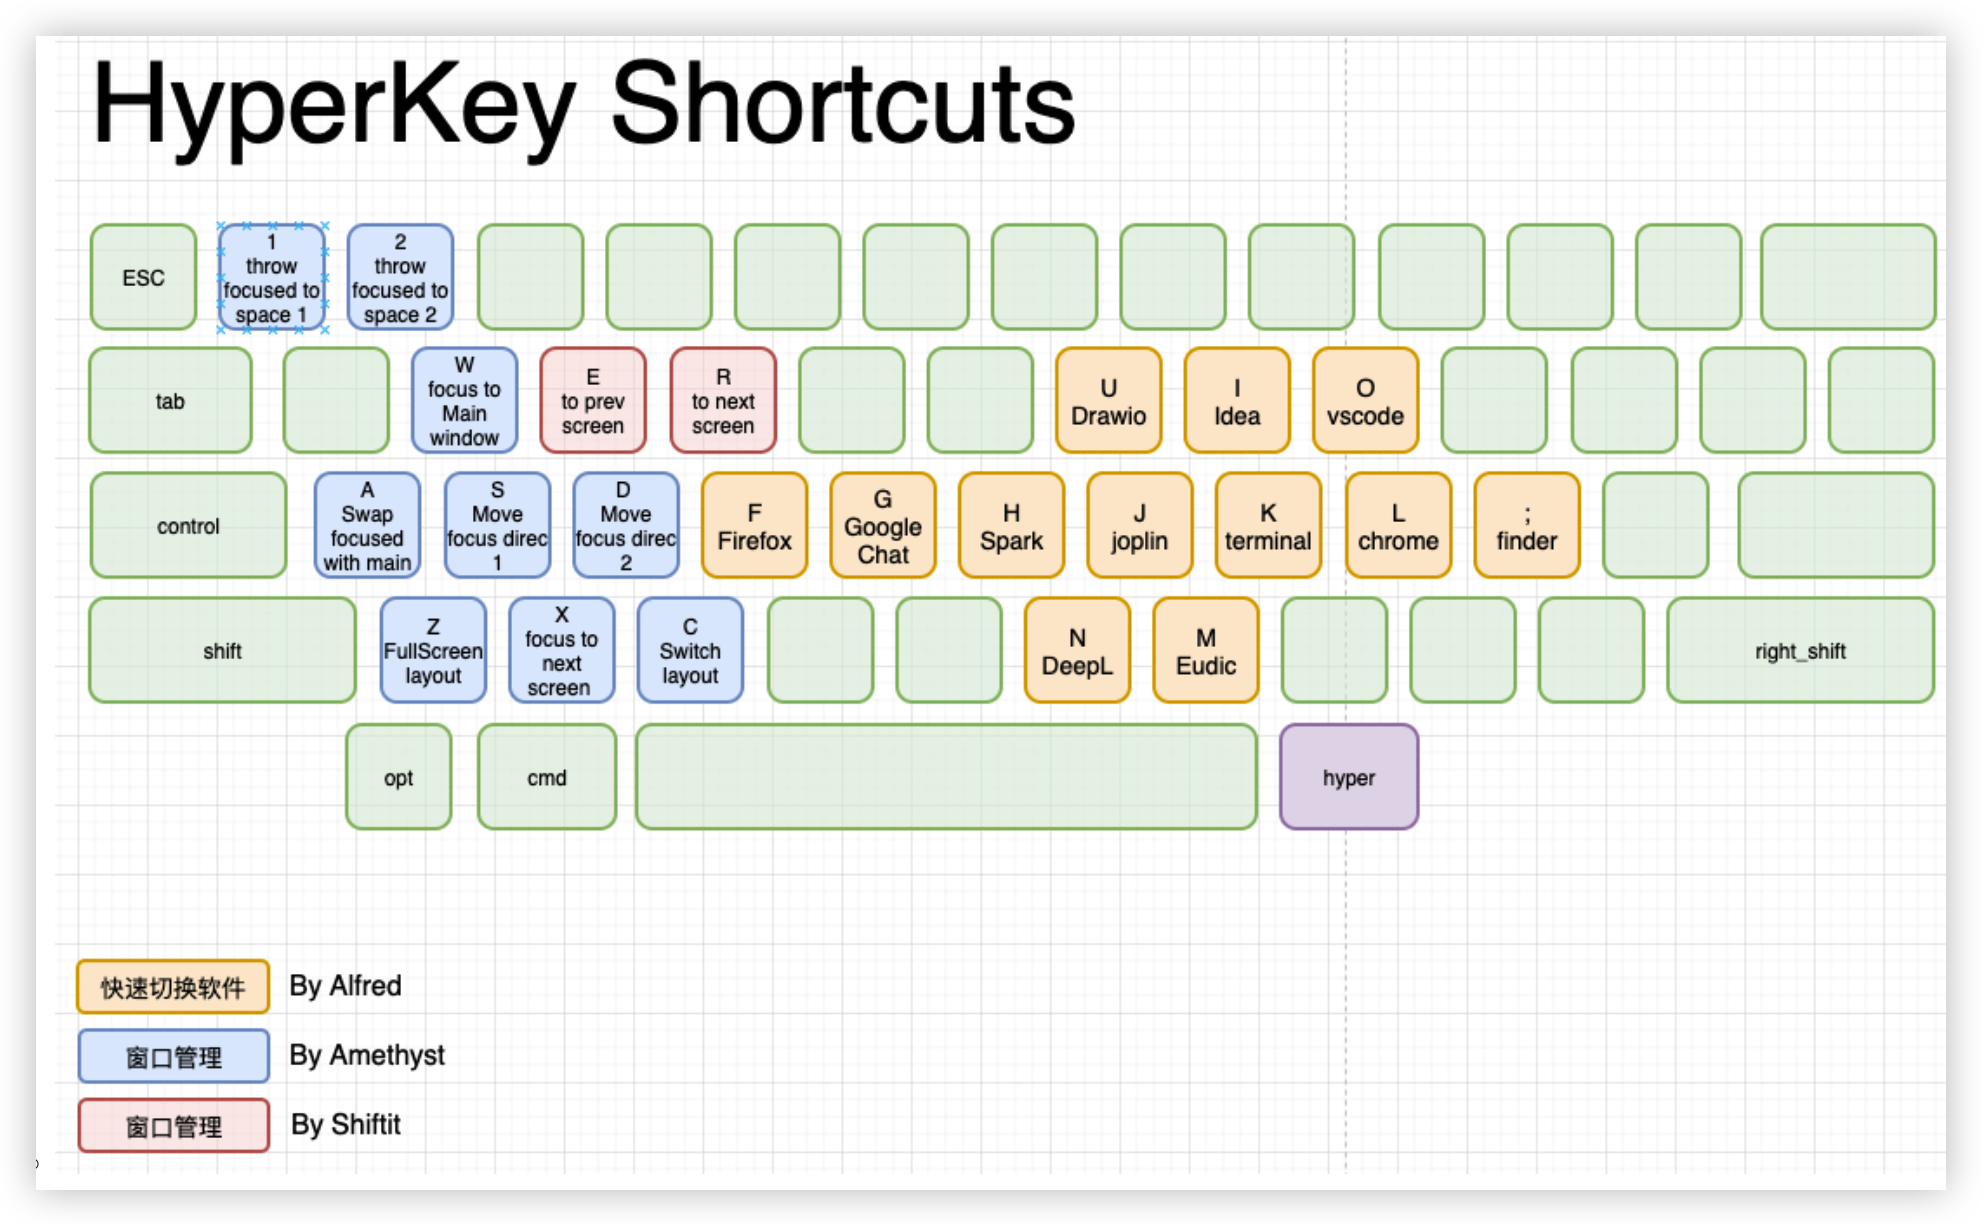 HyperKey Shortcuts
ESC
1
throw
focused to
space 1
2
throw
focused to
space 2
tab
W
focus to
Main
window
E
to prev
screen
R
to next
screen
U
Drawio
I
Idea
O
vscode
control
A
Swap
focused
with main
S
Move
focus direc
1
D
Move
focus direc
2
F
Firefox
G
Google
Chat
H
Spark
J
joplin
K
terminal
L
chrome
;
finder
shift
Z
FullScreen
layout
X
focus to
next
screen
C
Switch
layout
N
DeepL
M
Eudic
right_shift
opt
cmd
hyper
快速切换软件
By Alfred
窗口管理
By Amethyst
窗口管理
By Shiftit